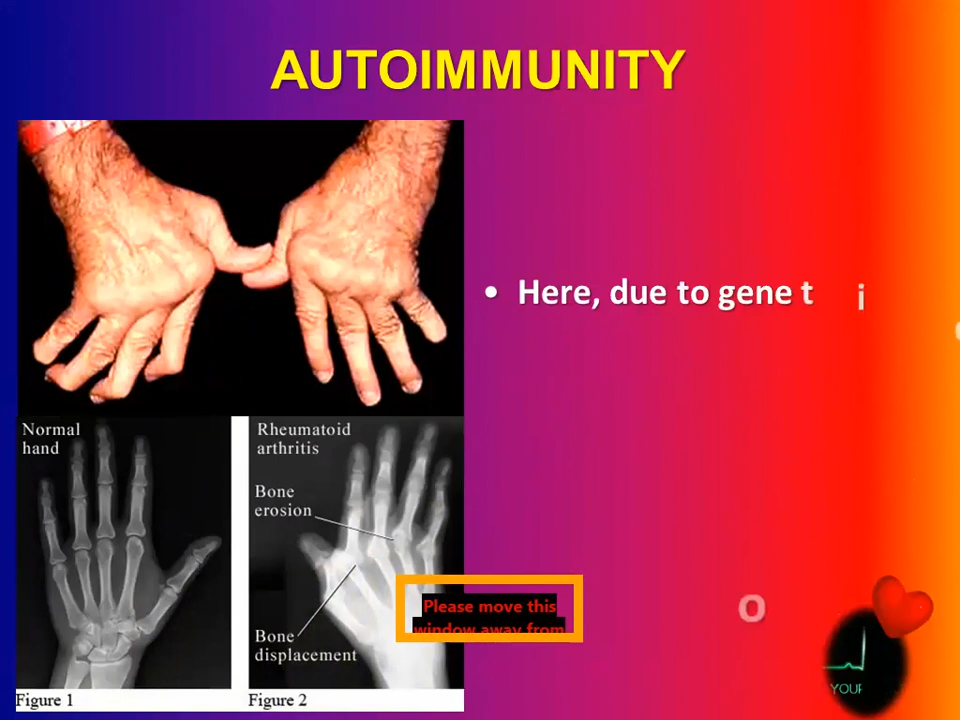 AUTOIMMUNITY
• Here, due to gene t i
o
Normal
hand
Rheumatoid
arthritis
Bone
erosion
Please move this
window away from
Bone
displacement
YOUR
Figure 1
Figure 2